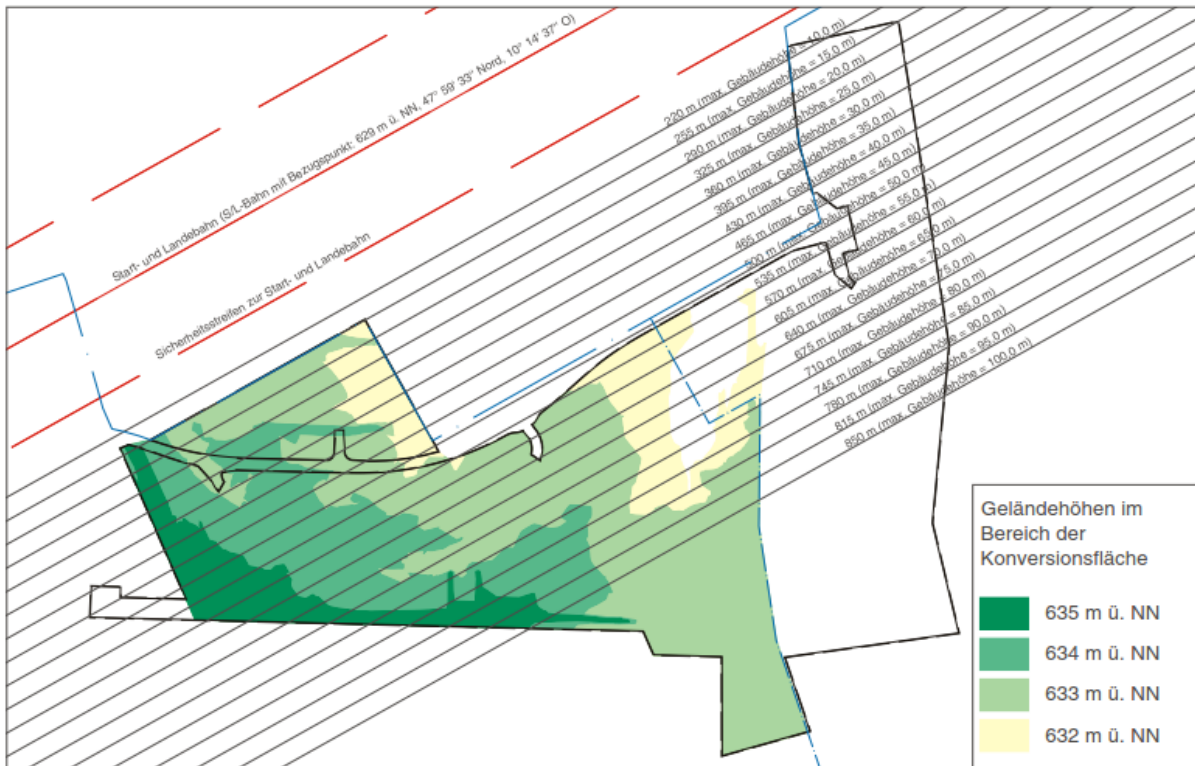 Start- und Landebahn (S/L-Bahn mit Bezugspunkt: 629 m ü. NN, 47° 59' 33" Nord, 10° 14' 37" O)
Sicherheitsstreifen zur Start- und Landebahn
220 m (max. Gebäudehöhe = 10,0 m)
255 m (max. Gebäudehöhe = 15,0 m)
290 m (max. Gebäudehöhe = 20,0 m)
325 m (max. Gebäudehöhe = 25,0 m)
360 m (max. Gebäudehöhe = 30,0 m)
395 m (max. Gebäudehöhe = 35,0 m)
430 m (max. Gebäudehöhe = 40,0 m)
465 m (max. Gebäudehöhe = 45,0 m)
500 m (max. Gebäudehöhe = 50,0 m)
535 m (max. Gebäudehöhe = 55,0 m)
570 m (max. Gebäudehöhe = 60,0 m)
605 m (max. Gebäudehöhe = 65,0 m)
640 m (max. Gebäudehöhe = 70,0 m)
675 m (max. Gebäudehöhe = 75,0 m)
710 m (max. Gebäudehöhe = 80,0 m)
745 m (max. Gebäudehöhe = 85,0 m)
780 m (max. Gebäudehöhe = 90,0 m)
815 m (max. Gebäudehöhe = 95,0 m)
850 m (max. Gebäudehöhe = 100,0 m)
Geländehöhen im
Bereich der
Konversionsfläche
635 m ü. NN
634 m ü. NN
633 m ü. NN
632 m ü. NN